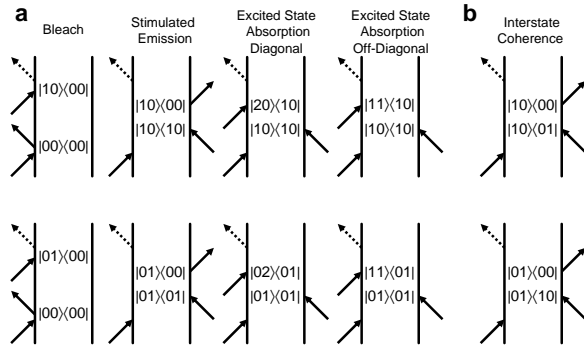 a
b
Bleach
Stimulated
Emission
Excited State
Absorption
Diagonal
Excited State
Absorption
Off-Diagonal
Interstate
Coherence
|10⟩⟨00|
|00⟩⟨00|
|10⟩⟨00|
|10⟩⟨10|
|20⟩⟨10|
|10⟩⟨10|
|11⟩⟨10|
|10⟩⟨10|
|10⟩⟨00|
|10⟩⟨01|
|01⟩⟨00|
|00⟩⟨00|
|01⟩⟨00|
|01⟩⟨01|
|02⟩⟨01|
|01⟩⟨01|
|11⟩⟨01|
|01⟩⟨01|
|01⟩⟨00|
|01⟩⟨10|